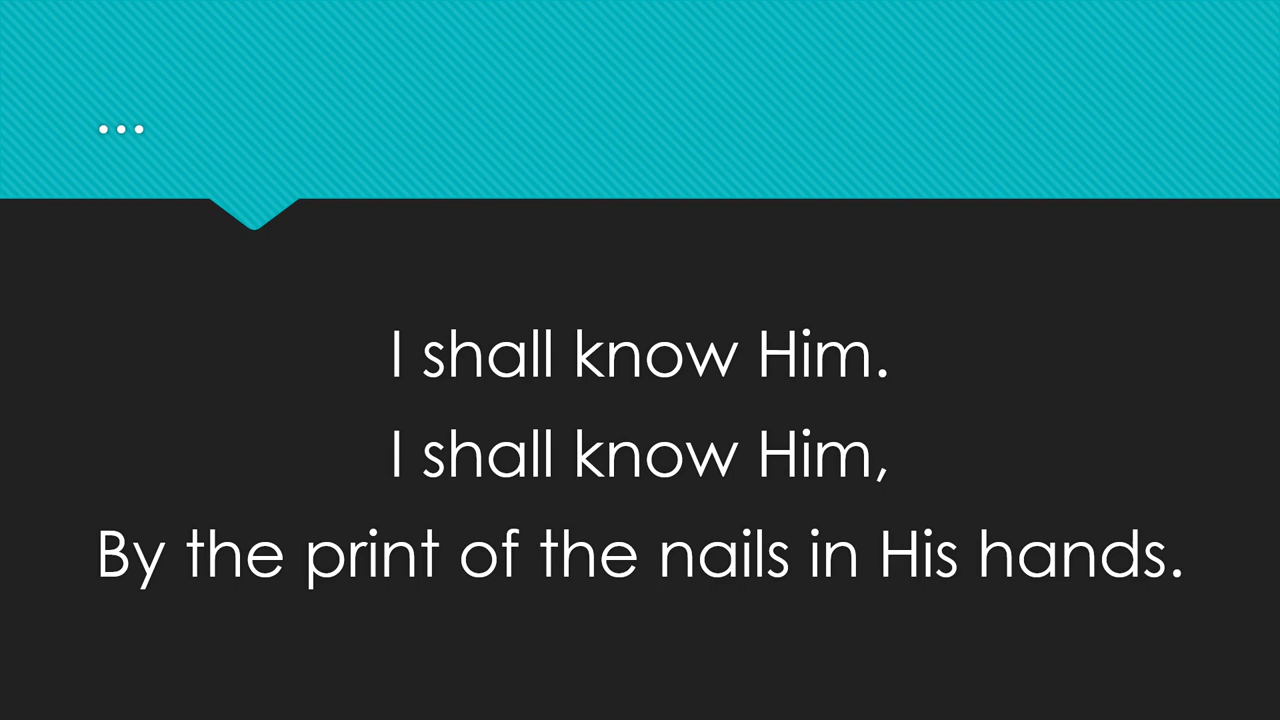 ...
I shall know Him.
I shall know Him,
By the print of the nails in His hands.